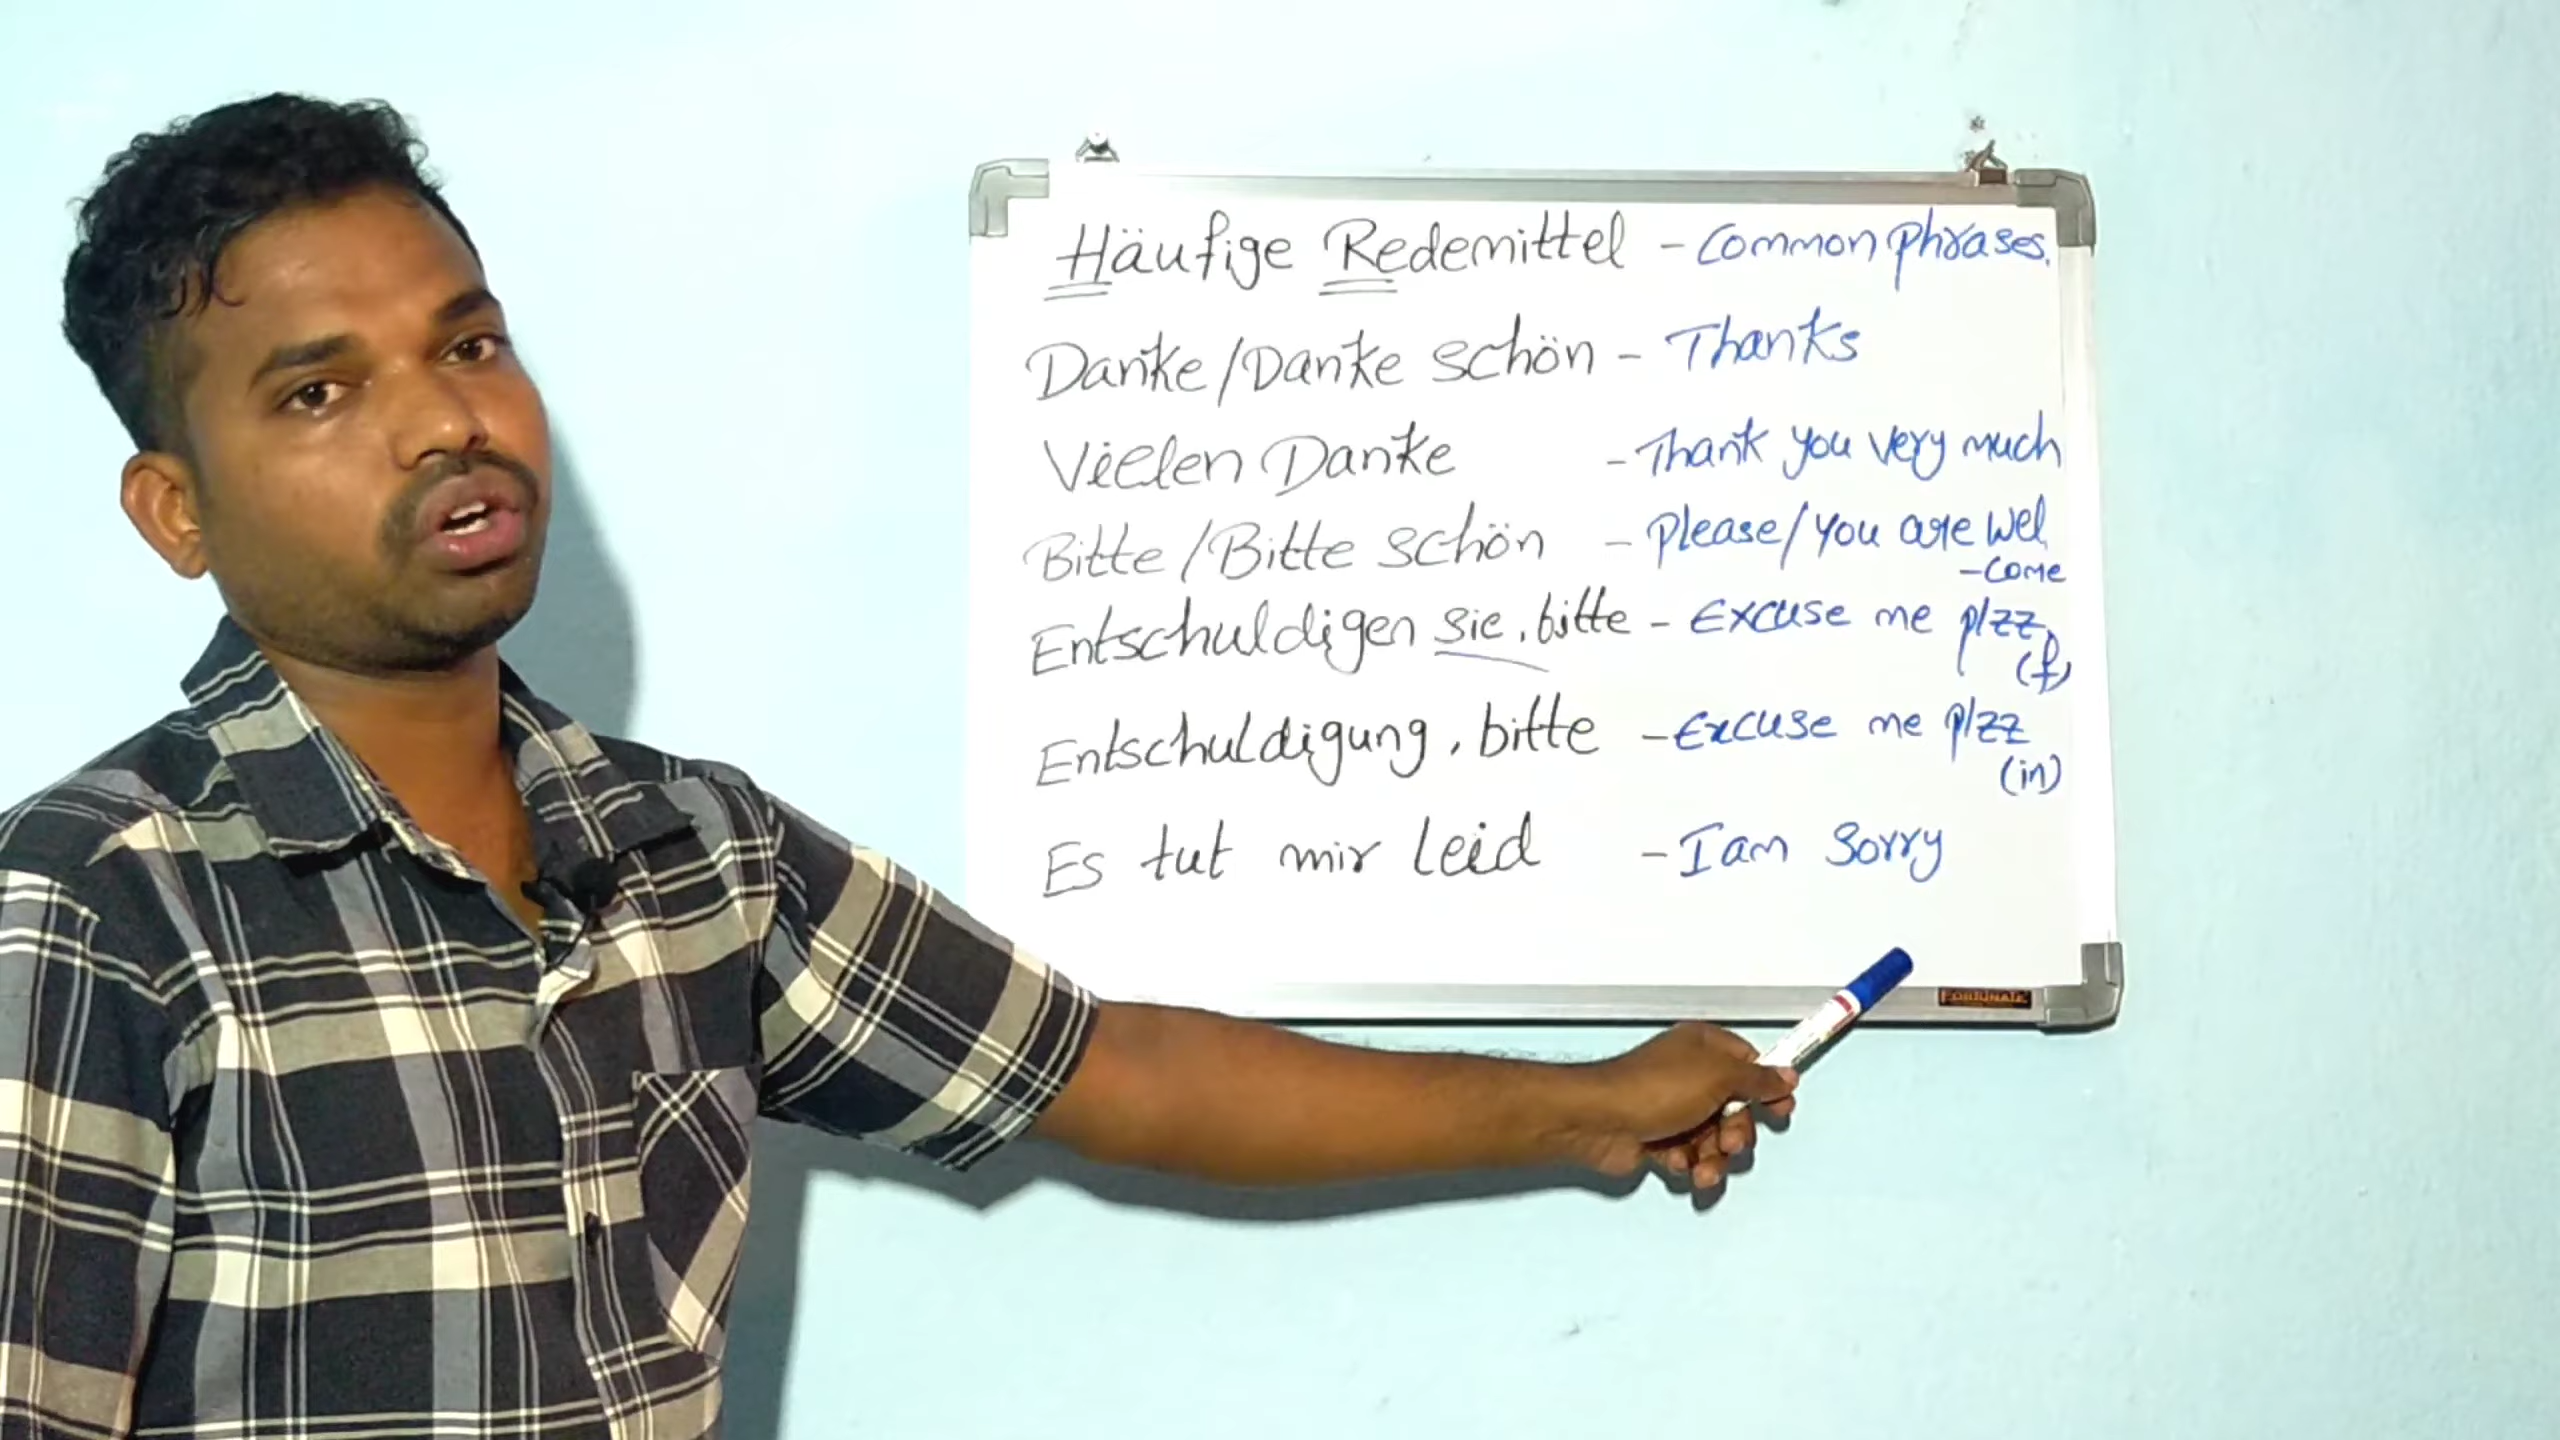 Häufige Redemittel - Common phrases.
Danke/Danke schön - Thanks
Vielen Danke - Thank you very much
Bitte/Bitte schön - Please/you are wel
-come
Entschuldigen sie, bitte - Excuse me plzz
(f)
Entschuldigung, bitte - Excuse me plzz
(in)
Es tut mir leid - I am Sorry